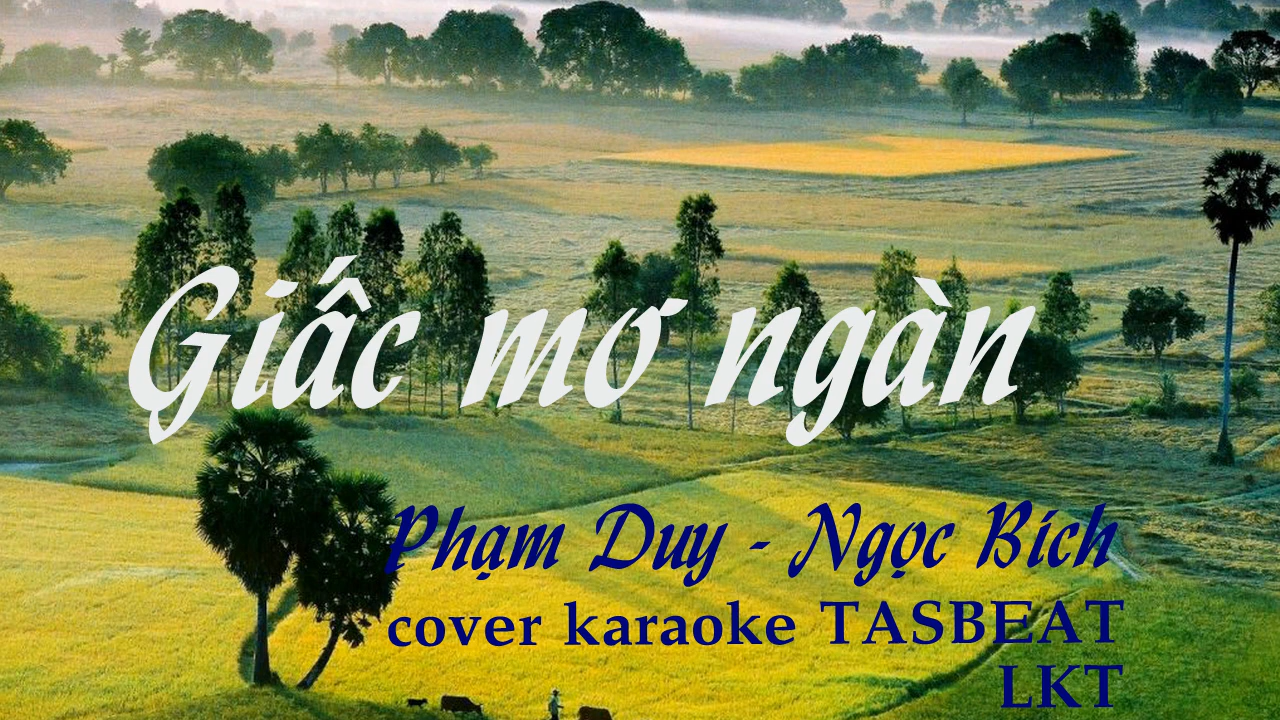 Giấc mơ ngàn
Phạm Duy - Ngọc Bích
cover karaoke TASBEAT
LKT